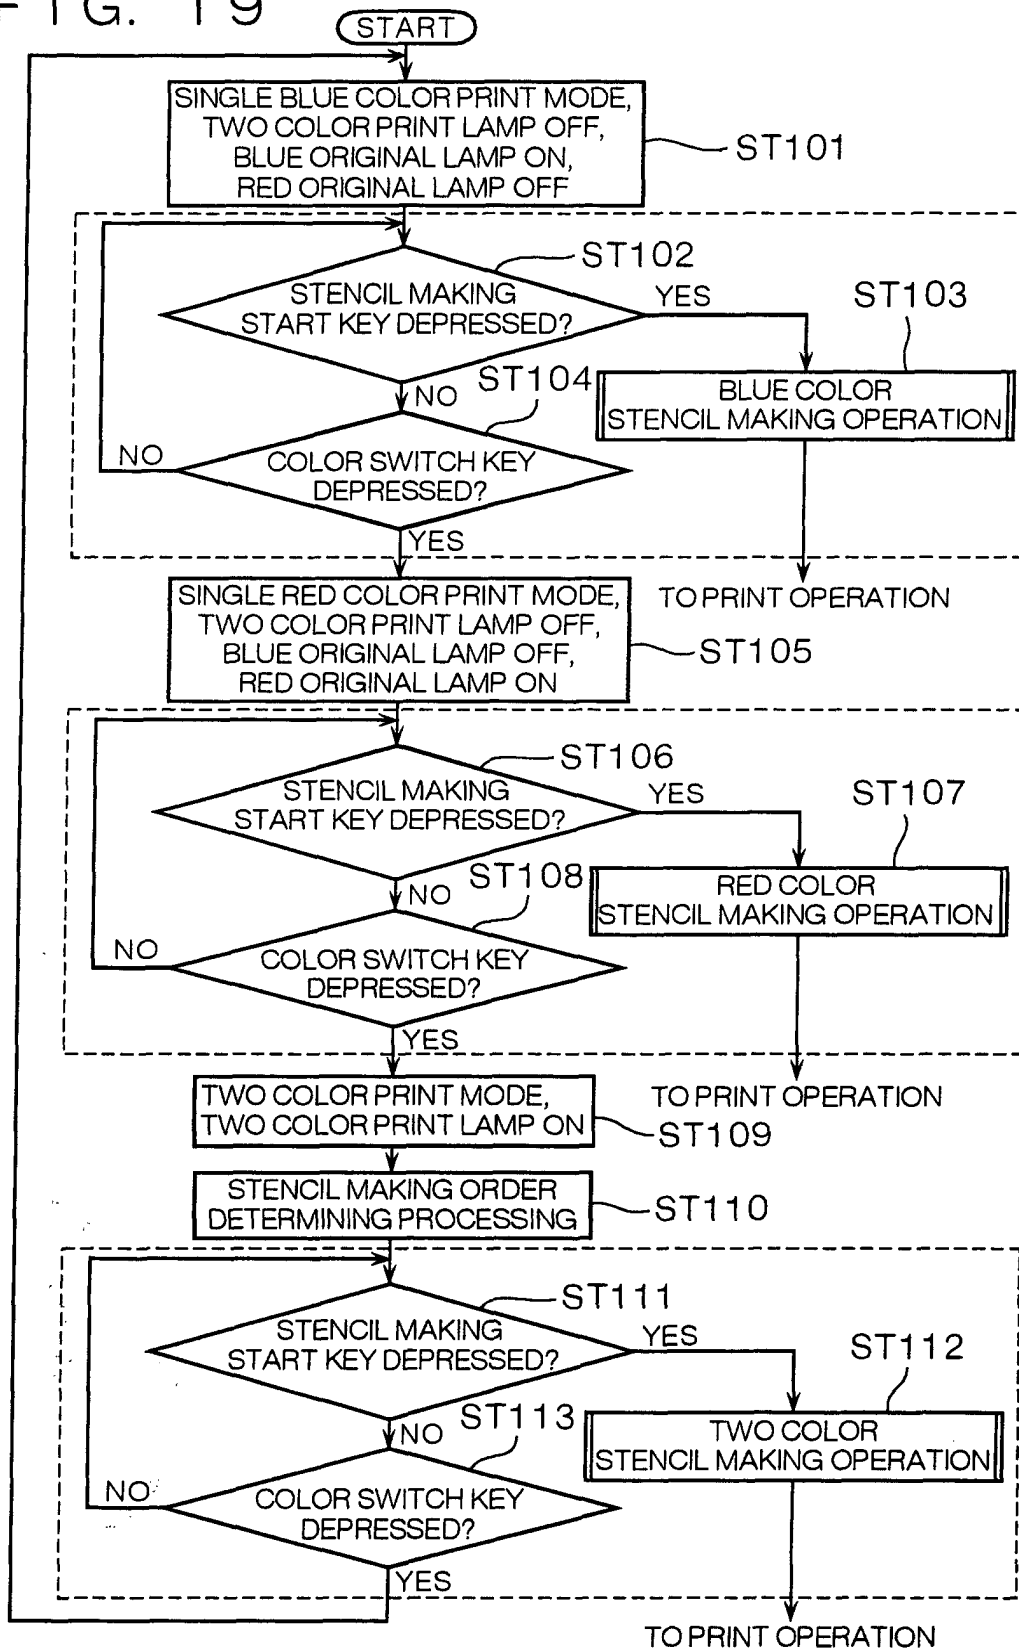 FIG. 19
START
SINGLE BLUE COLOR PRINT MODE,
TWO COLOR PRINT LAMP OFF,
BLUE ORIGINAL LAMP ON,
RED ORIGINAL LAMP OFF
ST101
ST102
STENCIL MAKING
START KEY DEPRESSED?
YES
ST103
BLUE COLOR
STENCIL MAKING OPERATION
NO
ST104
COLOR SWITCH KEY
DEPRESSED?
NO
YES
TO PRINT OPERATION
SINGLE RED COLOR PRINT MODE,
TWO COLOR PRINT LAMP OFF,
BLUE ORIGINAL LAMP OFF,
RED ORIGINAL LAMP ON
ST105
ST106
STENCIL MAKING
START KEY DEPRESSED?
YES
ST107
RED COLOR
STENCIL MAKING OPERATION
NO
ST108
COLOR SWITCH KEY
DEPRESSED?
NO
YES
TO PRINT OPERATION
TWO COLOR PRINT MODE,
TWO COLOR PRINT LAMP ON
ST109
STENCIL MAKING ORDER
DETERMINING PROCESSING
ST110
ST111
STENCIL MAKING
START KEY DEPRESSED?
YES
ST112
TWO COLOR
STENCIL MAKING OPERATION
NO
ST113
COLOR SWITCH KEY
DEPRESSED?
NO
YES
TO PRINT OPERATION